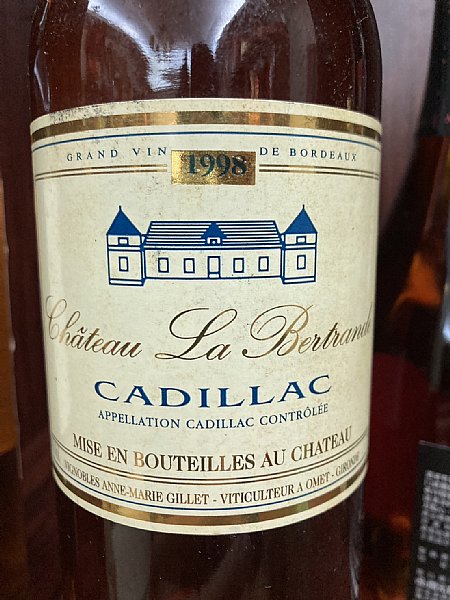 GRAND VIN 1998 DE BORDEAUX
Château La Bertrande
CADILLAC
APPELLATION CADILLAC CONTRÔLÉE
MISE EN BOUTEILLES AU CHATEAU
VIGNOBLES ANNE-MARIE GILLET - VITICULTEUR A OMET - GIRONDE